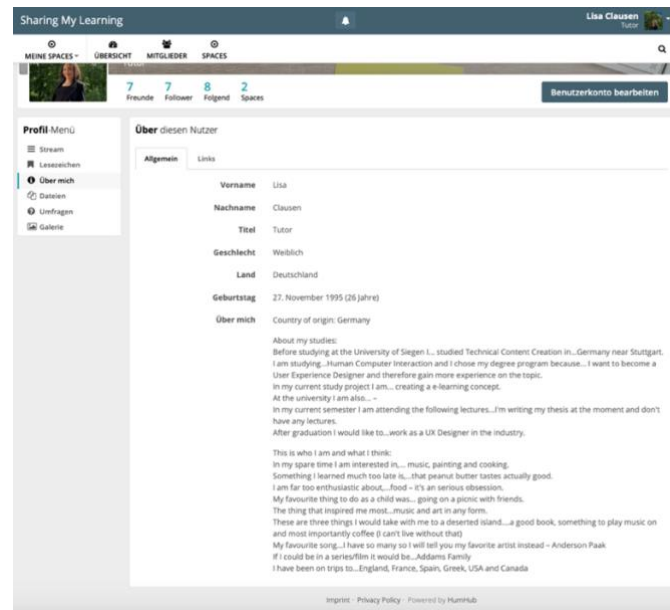 Sharing My Learning
Lisa Clausen
Tutor
MEINE SPACES
ÜBERSICHT
MITGLIEDER
SPACES
7
Freunde
7
Follower
8
Folgend
2
Spaces
Benutzerkonto bearbeiten
Profil-Menü
Stream
Lesezeichen
Über mich
Dateien
Umfragen
Galerie
Über diesen Nutzer
Allgemein Links
Vorname Lisa
Nachname Clausen
Titel Tutor
Geschlecht Weiblich
Land Deutschland
Geburtstag 27. November 1995 (26 Jahre)
Über mich Country of origin: Germany
About my studies:
Before studying at the University of Siegen I... studied Technical Content Creation in...Germany near Stuttgart.
I am studying...Human Computer Interaction and I chose my degree program because... I want to become a
User Experience Designer and therefore gain more experience on the topic.
In my current study project I am... creating a e-learning concept.
At the university I am also... –
In my current semester I am attending the following lectures...I'm writing my thesis at the moment and don't
have any lectures.
After graduation I would like to...work as a UX Designer in the industry.
This is who I am and what I think:
In my spare time I am interested in,... music, painting and cooking.
Something I learned much too late is,...that peanut butter tastes actually good.
I am far too enthusiastic about,...food – it's an serious obsession.
My favourite thing to do as a child was... going on a picnic with friends.
The thing that inspired me most...music and art in any form.
These are three things I would take with me to a deserted island....a good book, something to play music on
and most importantly coffee (I can't live without that)
My favourite song...I have so many so I will tell you my favorite artist instead – Anderson Paak
If I could be in a series/film it would be...Addams Family
I have been on trips to...England, France, Spain, Greek, USA and Canada
Imprint · Privacy Policy · Powered by HumHub